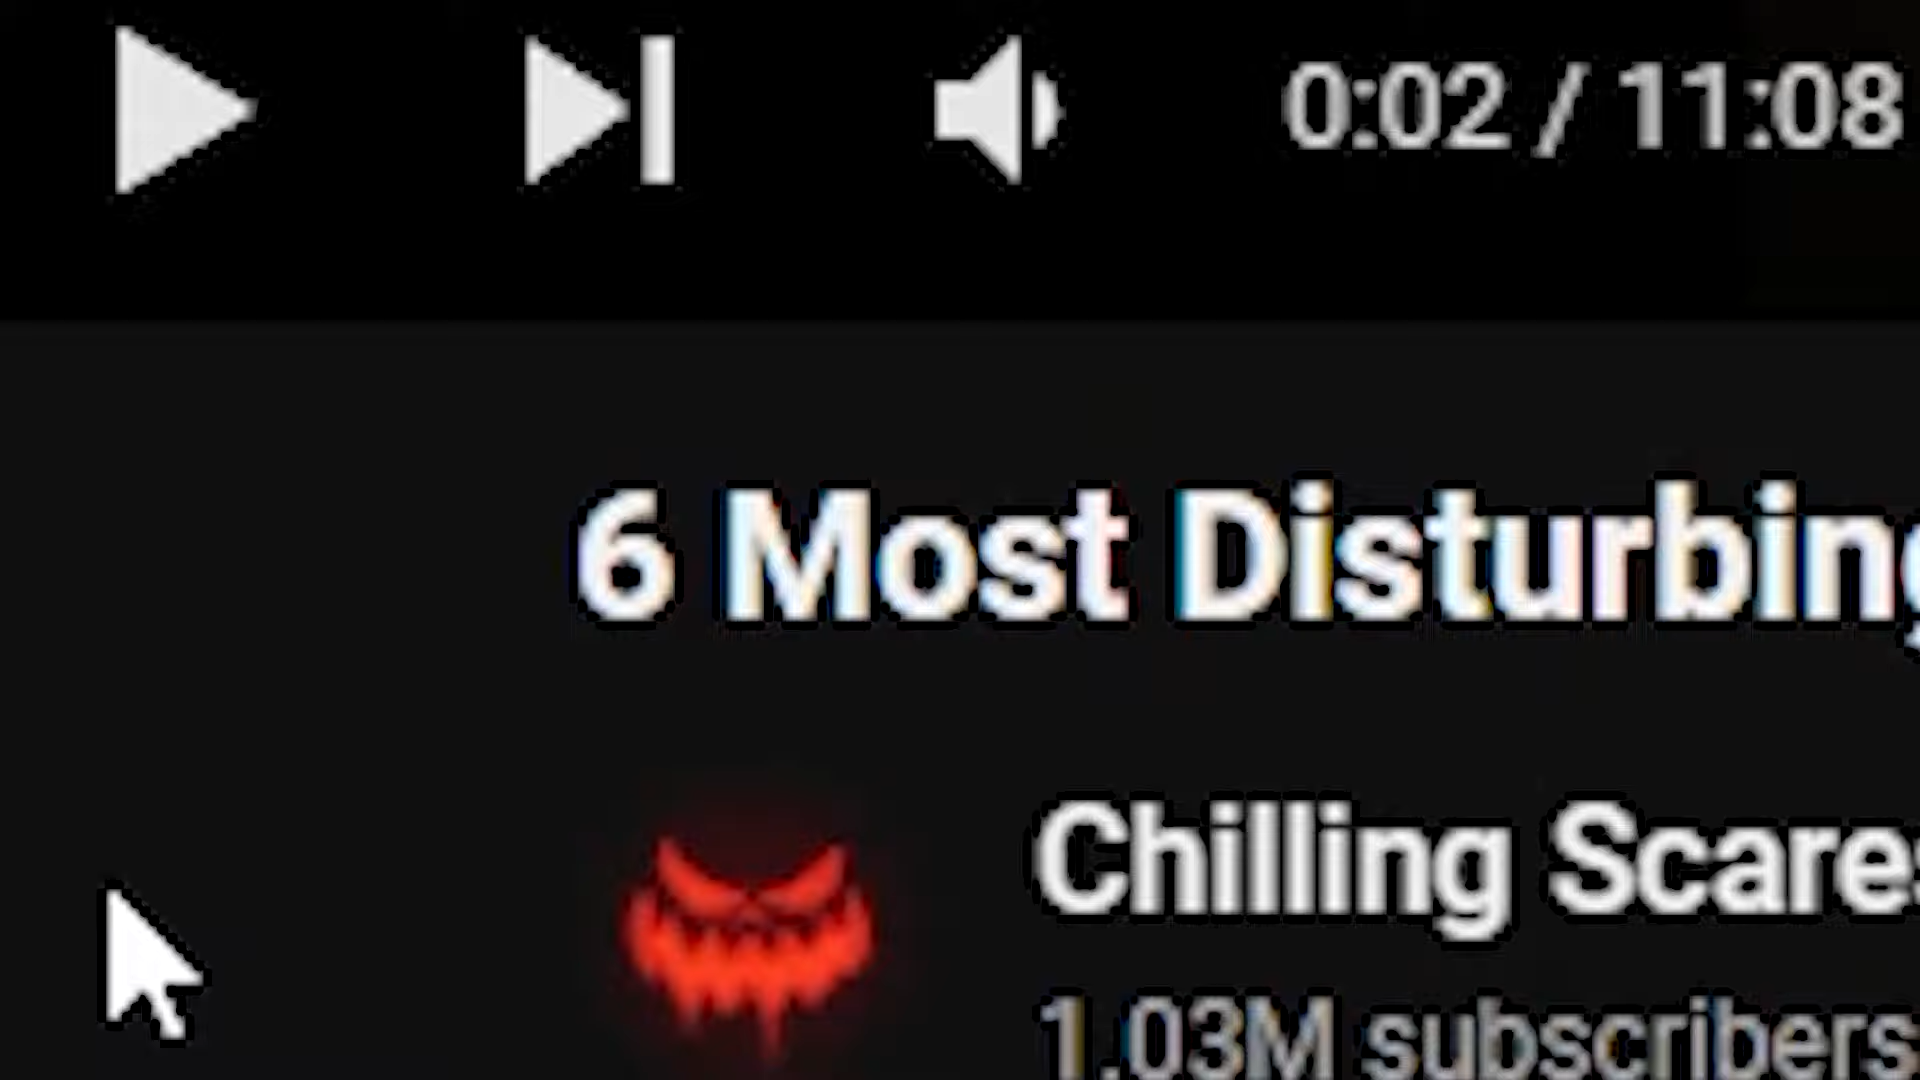 0:02 / 11:08
6 Most Disturbing
Chilling Scares
1.03M subscribers